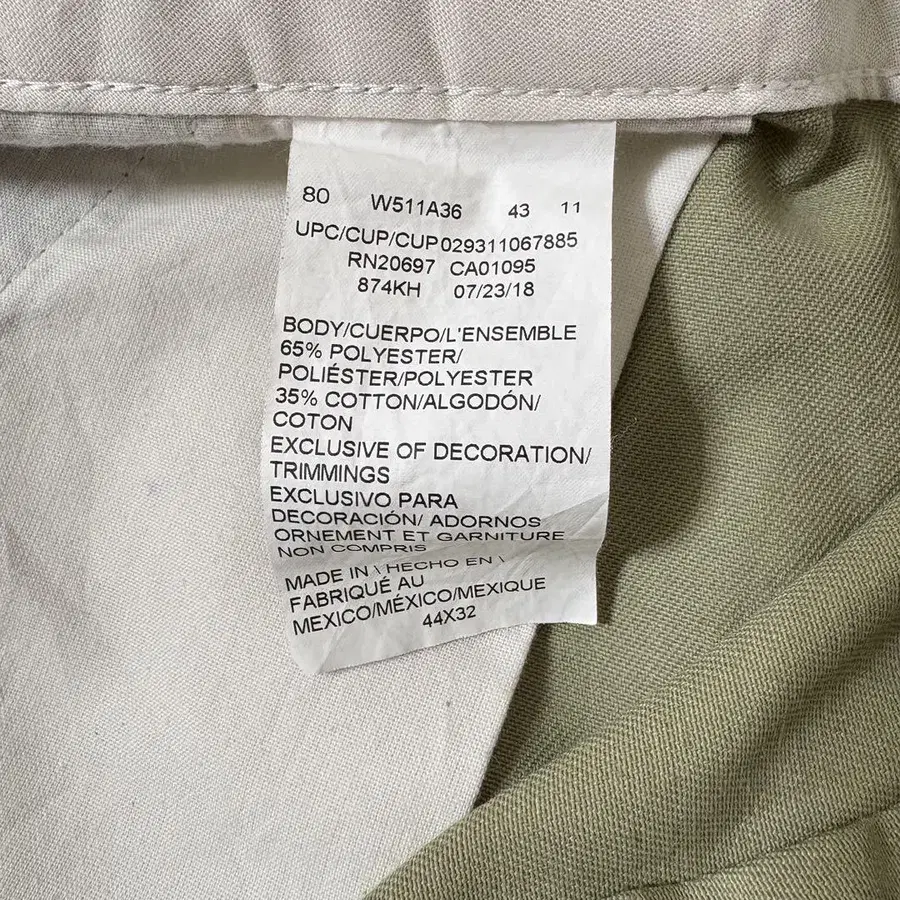 80 W511A36 43 11
UPC/CUP/CUP 029311067885
RN20697 CA01095
874KH 07/23/18
BODY/CUERPO/L'ENSEMBLE
65% POLYESTER/
POLIÉSTER/POLYESTER
35% COTTON/ALGODÓN/
COTON
EXCLUSIVE OF DECORATION/
TRIMMINGS
EXCLUSIVO PARA
DECORACIÓN/ ADORNOS
ORNEMENT ET GARNITURE
NON COMPRIS
MADE IN \ HECHO EN \
FABRIQUÉ AU
MEXICO/MÉXICO/MEXIQUE
44X32